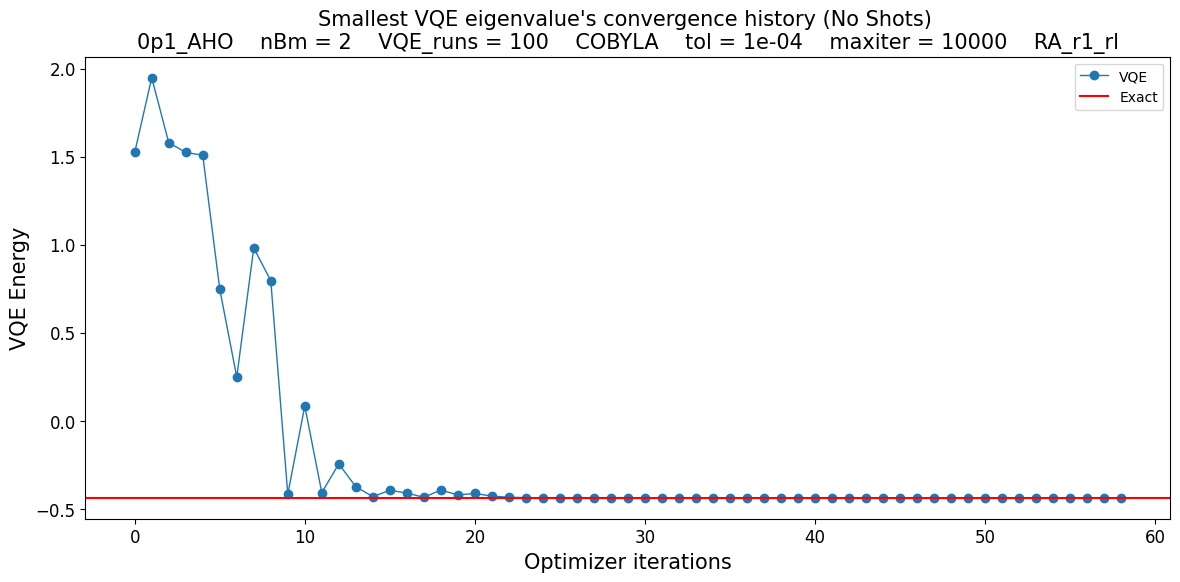 Smallest VQE eigenvalue's convergence history (No Shots)
0p1_AHO    nBm = 2    VQE_runs = 100    COBYLA    tol = 1e-04    maxiter = 10000    RA_r1_rl
VQE
Exact
2.0
1.5
1.0
0.5
0.0
−0.5
VQE Energy
0
10
20
30
40
50
60
Optimizer iterations